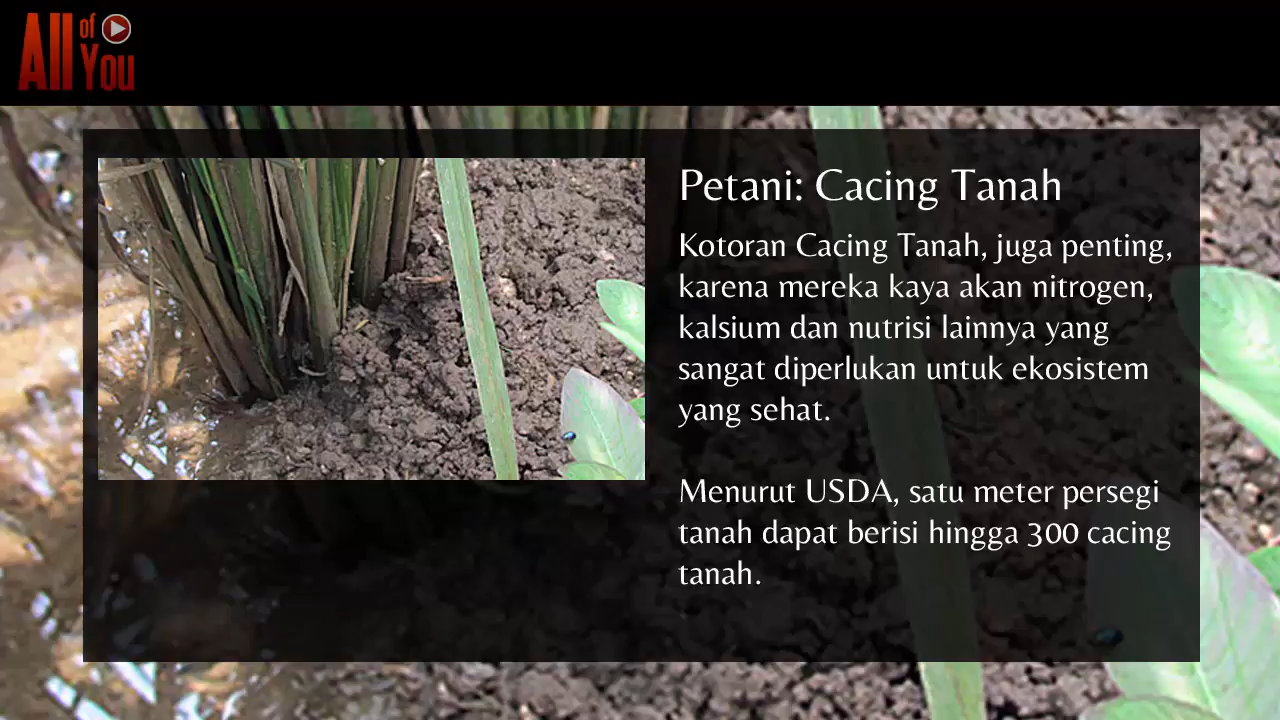 All of You
Petani: Cacing Tanah
Kotoran Cacing Tanah, juga penting,
karena mereka kaya akan nitrogen,
kalsium dan nutrisi lainnya yang
sangat diperlukan untuk ekosistem
yang sehat.
Menurut USDA, satu meter persegi
tanah dapat berisi hingga 300 cacing
tanah.